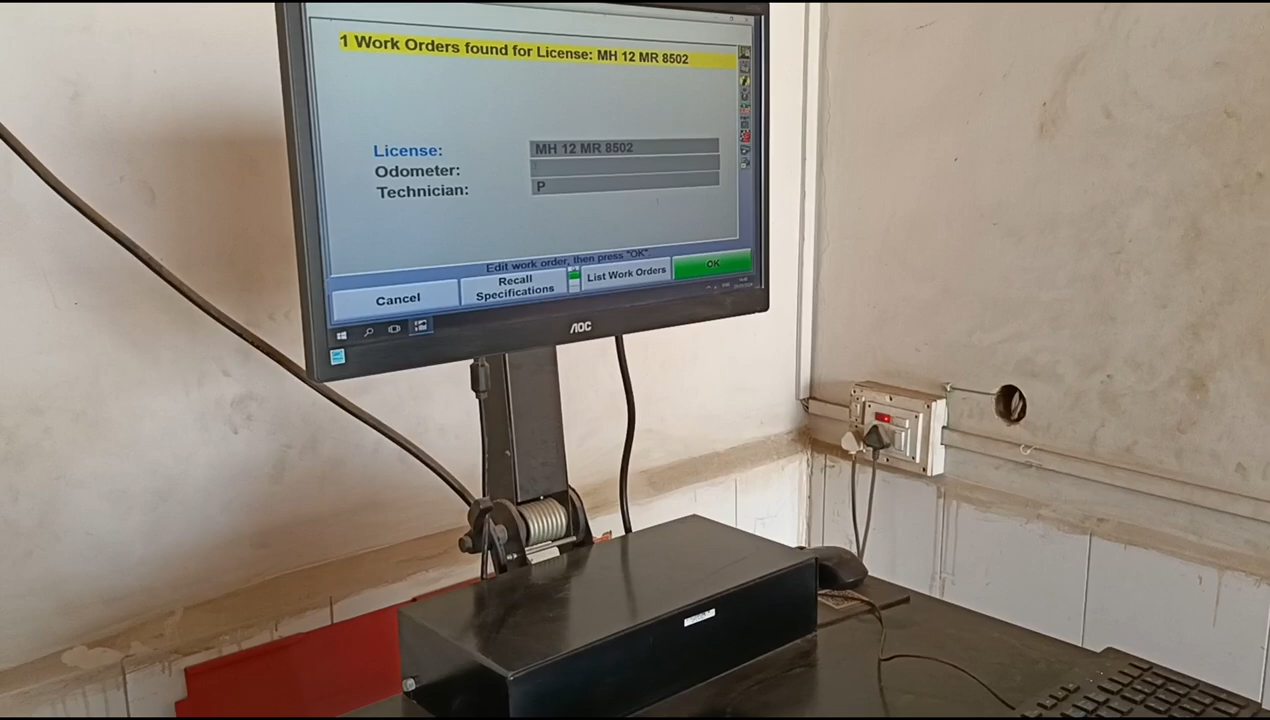 1 Work Orders found for License: MH 12 MR 8502
License: MH 12 MR 8502
Odometer:
Technician: P
Edit work order, then press "OK".
Cancel
Recall
Specifications
List Work Orders
OK
AOC